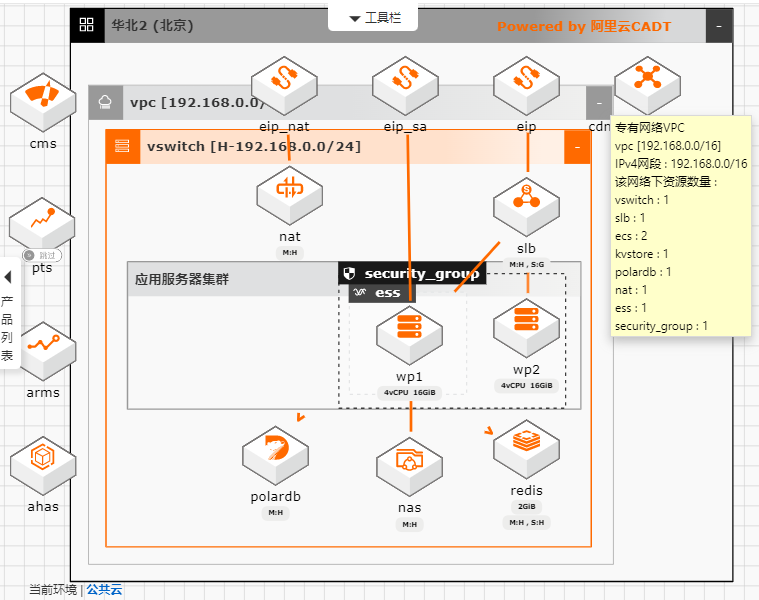 工具栏
华北2 (北京)
Powered by 阿里云CADT
-
cms
vpc [192.168.0.0/
-
eip_nat
eip_sa
eip
cdn
vswitch [H-192.168.0.0/24]
-
专有网络VPC
vpc [192.168.0.0/16]
IPv4网段 : 192.168.0.0/16
该网络下资源数量 :
vswitch : 1
slb : 1
ecs : 2
kvstore : 1
polardb : 1
nat : 1
ess : 1
security_group : 1
nat
M:H
slb
M:H , S:G
跳过
pts
产品列表
应用服务器集群
security_group
ess
wp1
4vCPU 16GiB
wp2
4vCPU 16GiB
arms
polardb
M:H
nas
M:H
redis
2GiB
M:H , S:H
ahas
当前环境 | 公共云